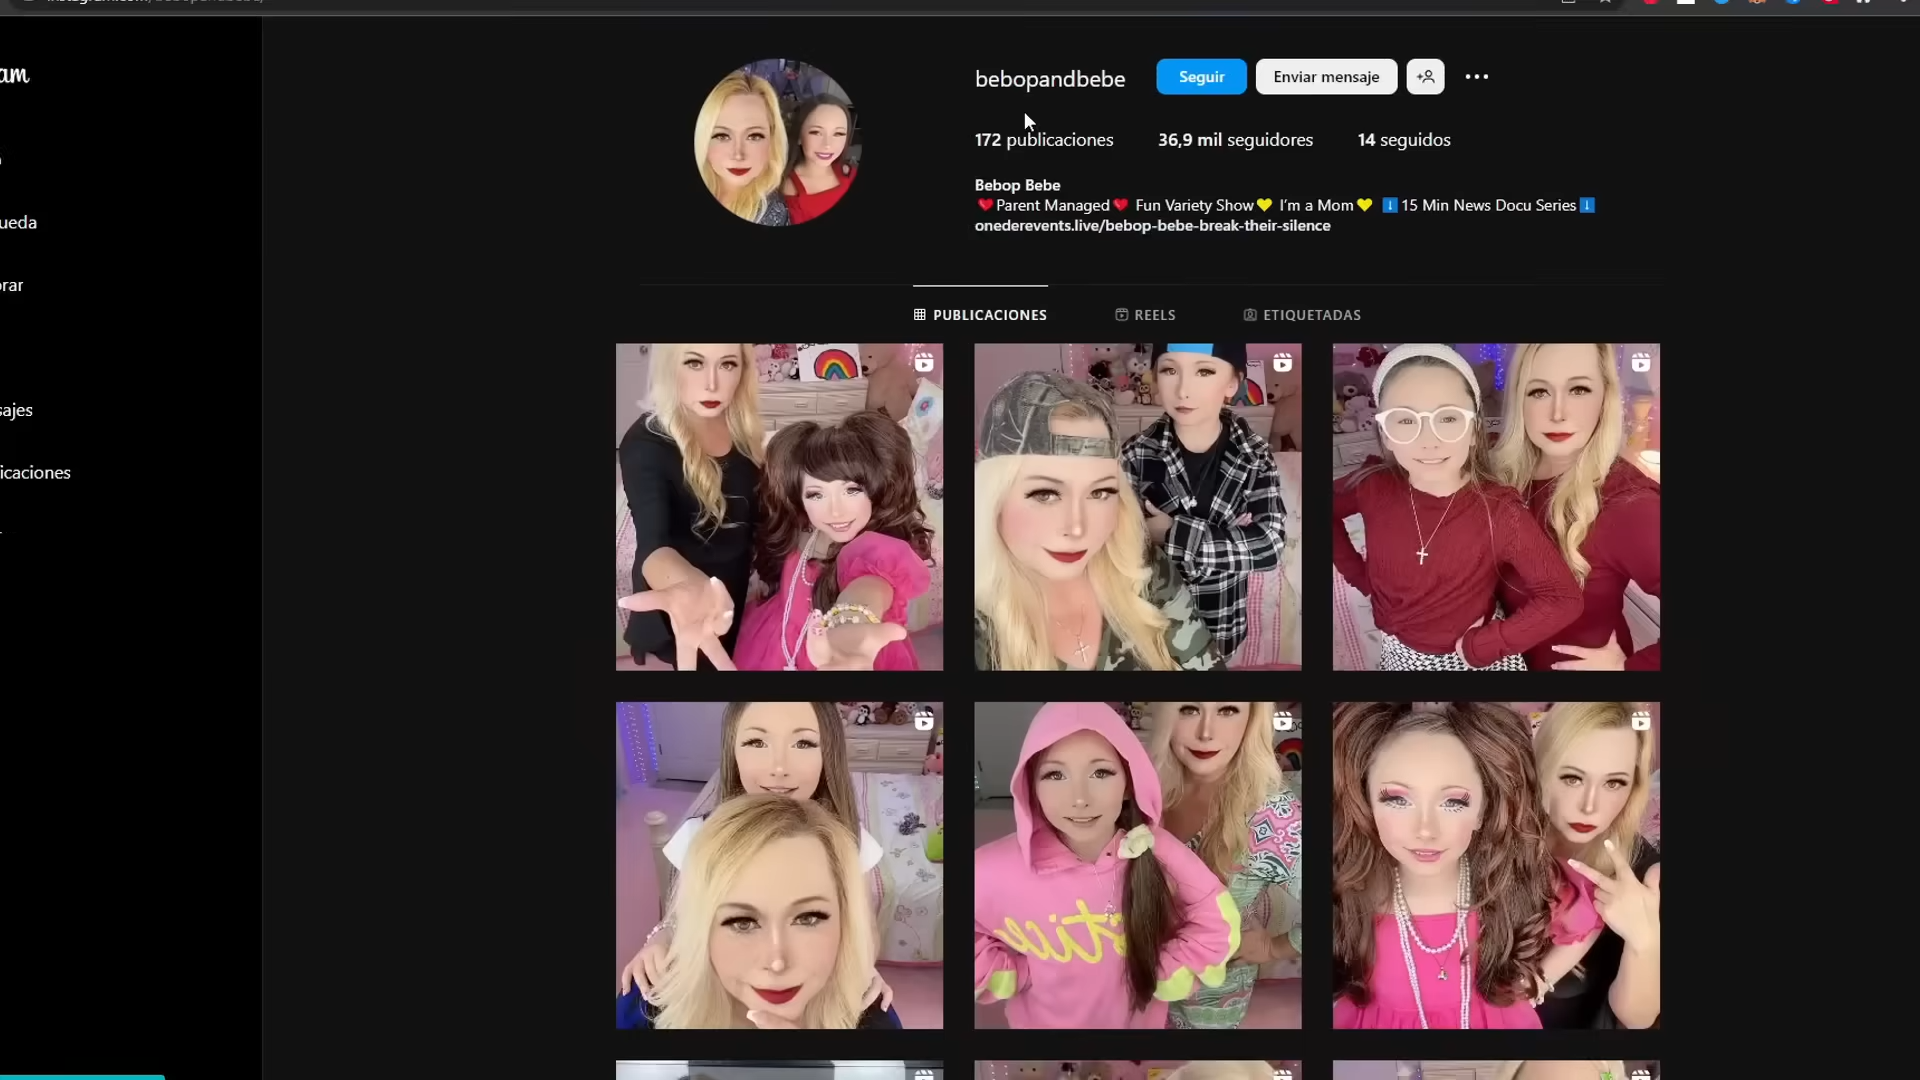 am
bebopandbebe
Seguir
Enviar mensaje
172 publicaciones
36,9 mil seguidores
14 seguidos
Bebop Bebe
❤️Parent Managed❤️ Fun Variety Show💛 I'm a Mom💛 ⬇️15 Min News Docu Series⬇️
onederevents.live/bebop-bebe-break-their-silence
ueda
rar
sajes
icaciones
PUBLICACIONES
REELS
ETIQUETADAS